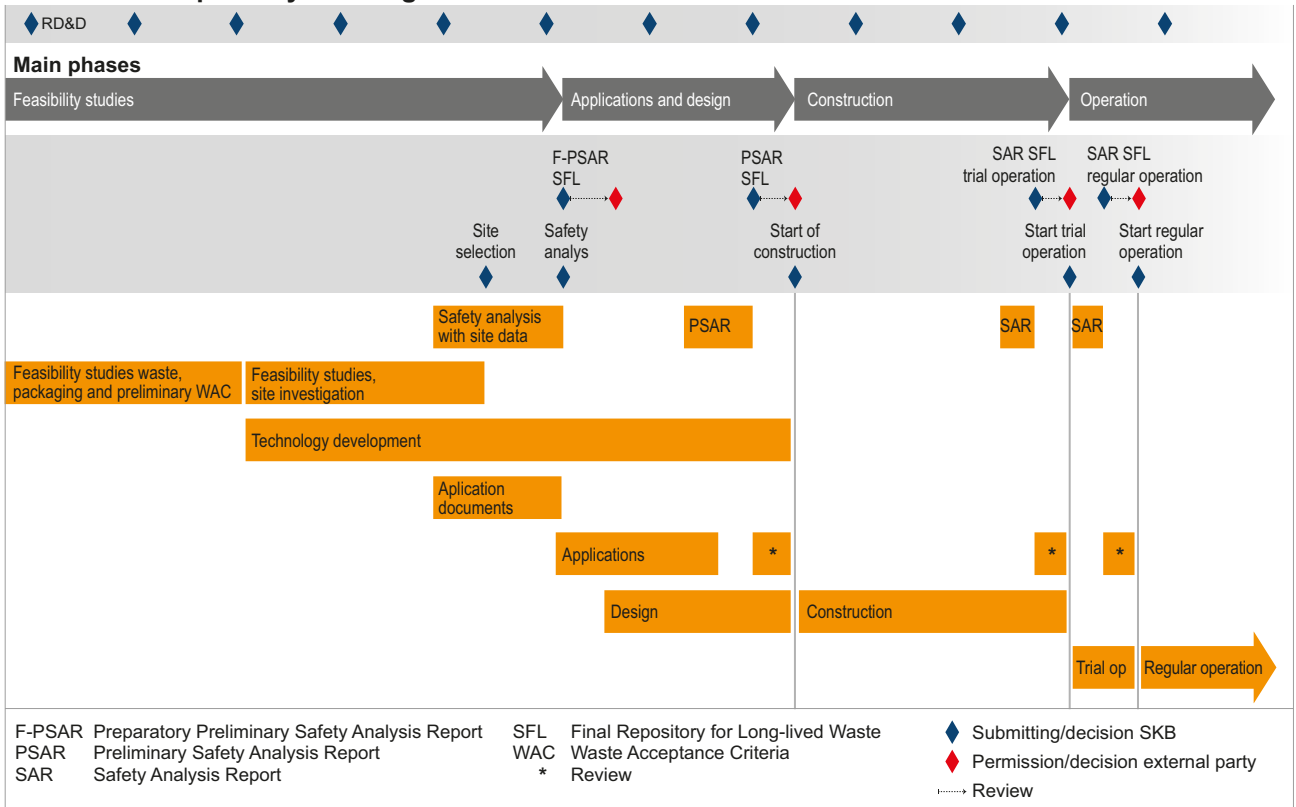 RD&D
Main phases
Feasibility studies
Applications and design
Construction
Operation
F-PSAR
SFL
PSAR
SFL
SAR SFL
trial operation
SAR SFL
regular operation
Site
selection
Safety
analys
Start of
construction
Start trial
operation
Start regular
operation
Safety analysis
with site data
PSAR
SAR
SAR
Feasibility studies waste,
packaging and preliminary WAC
Feasibility studies,
site investigation
Technology development
Aplication
documents
Applications
*
*
*
Design
Construction
Trial op
Regular operation
F-PSAR Preparatory Preliminary Safety Analysis Report
PSAR Preliminary Safety Analysis Report
SAR Safety Analysis Report
SFL Final Repository for Long-lived Waste
WAC Waste Acceptance Criteria
* Review
Submitting/decision SKB
Permission/decision external party
Review